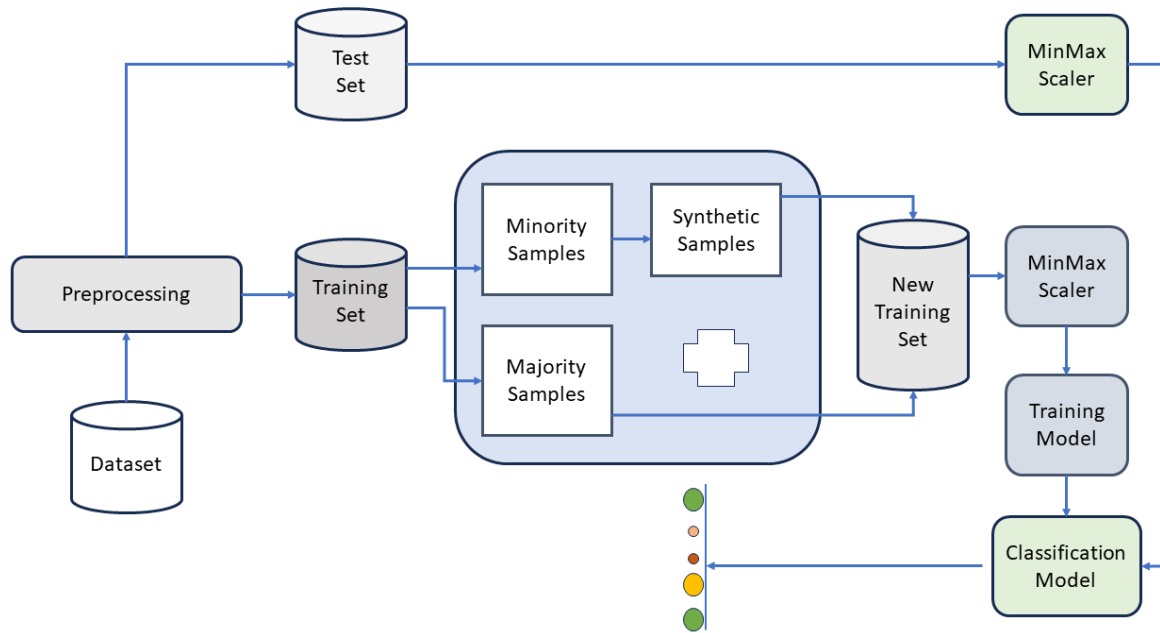 Test
Set
MinMax
Scaler
Minority
Samples
Synthetic
Samples
Preprocessing
Training
Set
New
Training
Set
MinMax
Scaler
Majority
Samples
Dataset
Training
Model
Classification
Model